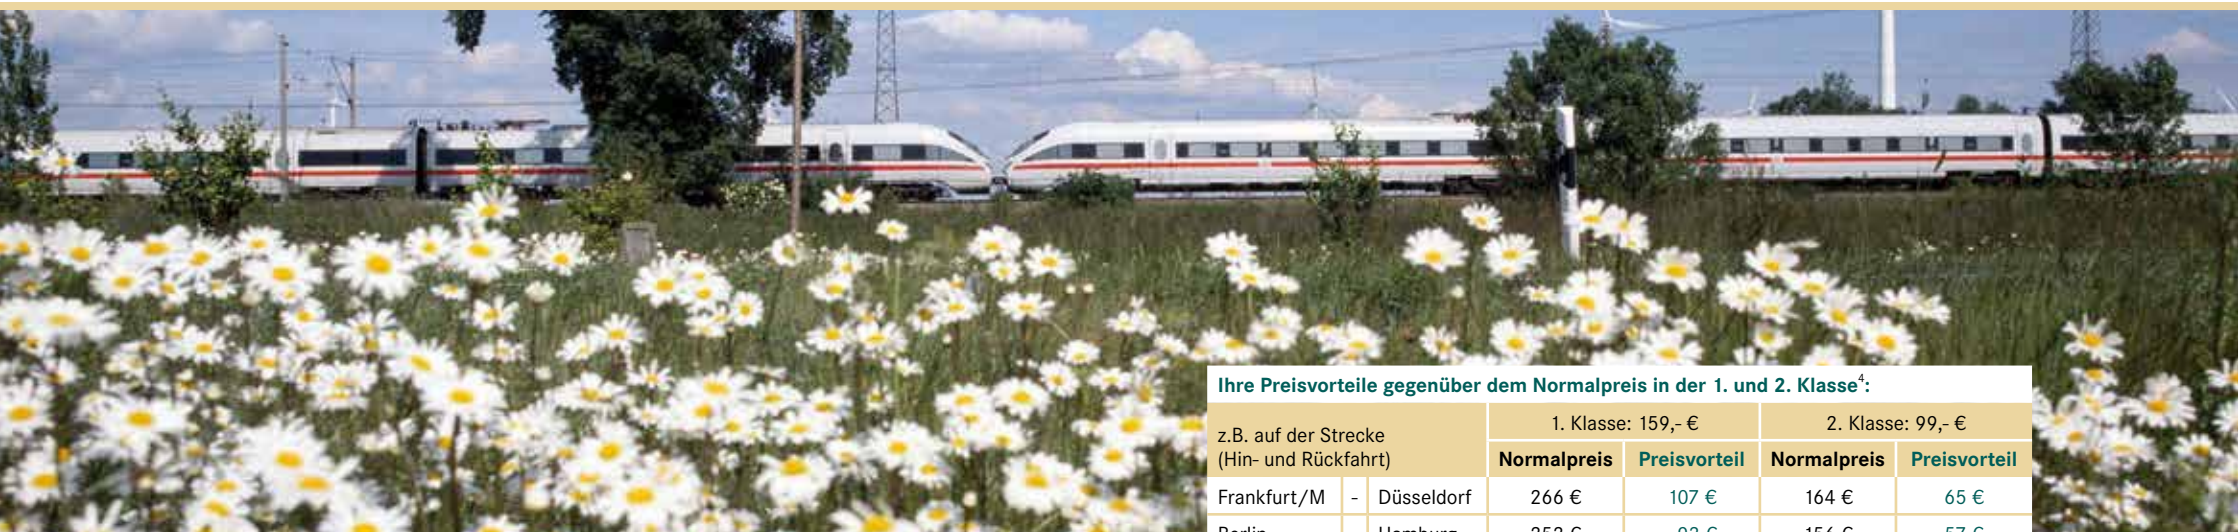 Ihre Preisvorteile gegenüber dem Normalpreis in der 1. und 2. Klasse⁴:
z.B. auf der Strecke
(Hin- und Rückfahrt)
1. Klasse: 159,- €
2. Klasse: 99,- €
Normalpreis Preisvorteil Normalpreis Preisvorteil
Frankfurt/M - Düsseldorf 266 € 107 € 164 € 65 €